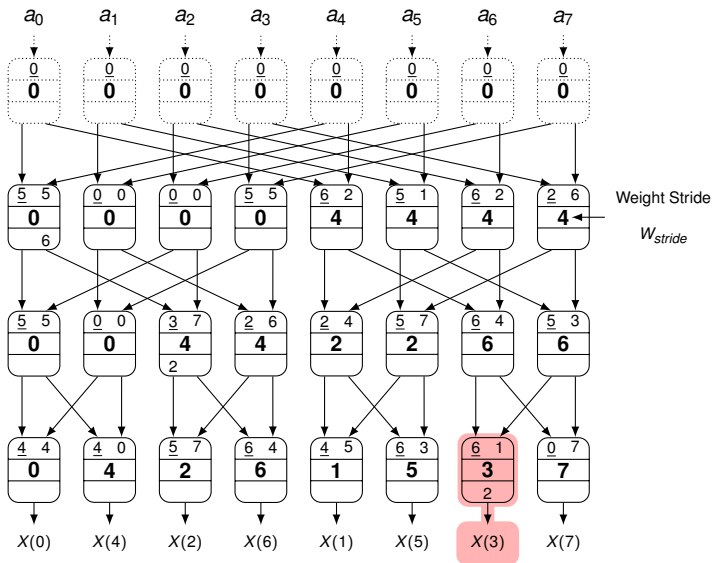 a0 a1 a2 a3 a4 a5 a6 a7
0 0 0 0 0 0 0 0
0 0 0 0 0 0 0 0
5 5 0 0 0 0 5 5 6 2 5 1 6 2 2 6
Weight Stride
0 0 0 0 4 4 4 4
Wstride
6
5 5 0 0 3 7 2 6 2 4 5 7 6 4 5 3
0 0 4 4 2 2 6 6
2
4 4 4 0 5 7 6 4 4 5 6 3 6 1 0 7
0 4 2 6 1 5 3 7
2
X(0) X(4) X(2) X(6) X(1) X(5) X(3) X(7)